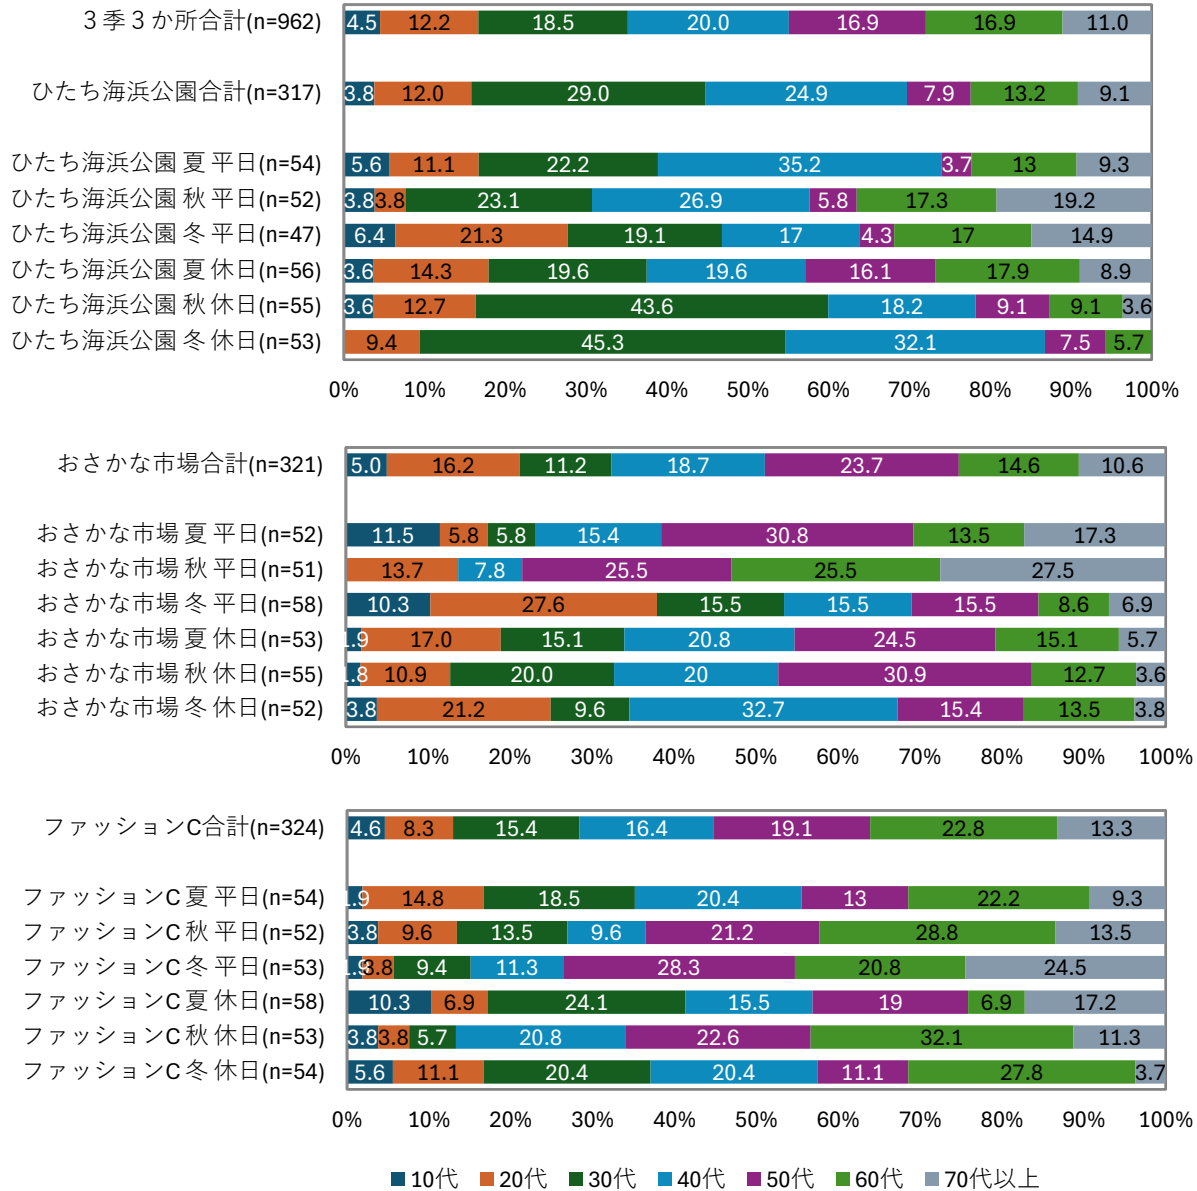 ３季３か所合計(n=962) 4.5 12.2 18.5 20.0 16.9 16.9 11.0
ひたち海浜公園合計(n=317) 3.8 12.0 29.0 24.9 7.9 13.2 9.1
ひたち海浜公園 夏 平日(n=54) 5.6 11.1 22.2 35.2 3.7 13 9.3
ひたち海浜公園 秋 平日(n=52) 3.8 3.8 23.1 26.9 5.8 17.3 19.2
ひたち海浜公園 冬 平日(n=47) 6.4 21.3 19.1 17 4.3 17 14.9
ひたち海浜公園 夏 休日(n=56) 3.6 14.3 19.6 19.6 16.1 17.9 8.9
ひたち海浜公園 秋 休日(n=55) 3.6 12.7 43.6 18.2 9.1 9.1 3.6
ひたち海浜公園 冬 休日(n=53) 9.4 45.3 32.1 7.5 5.7
0% 10% 20% 30% 40% 50% 60% 70% 80% 90% 100%
おさかな市場合計(n=321) 5.0 16.2 11.2 18.7 23.7 14.6 10.6
おさかな市場 夏 平日(n=52) 11.5 5.8 5.8 15.4 30.8 13.5 17.3
おさかな市場 秋 平日(n=51) 13.7 7.8 25.5 25.5 27.5
おさかな市場 冬 平日(n=58) 10.3 27.6 15.5 15.5 15.5 8.6 6.9
おさかな市場 夏 休日(n=53) 1.9 17.0 15.1 20.8 24.5 15.1 5.7
おさかな市場 秋 休日(n=55) 1.8 10.9 20.0 20 30.9 12.7 3.6
おさかな市場 冬 休日(n=52) 3.8 21.2 9.6 32.7 15.4 13.5 3.8
0% 10% 20% 30% 40% 50% 60% 70% 80% 90% 100%
ファッションC合計(n=324) 4.6 8.3 15.4 16.4 19.1 22.8 13.3
ファッションC 夏 平日(n=54) 1.9 14.8 18.5 20.4 13 22.2 9.3
ファッションC 秋 平日(n=52) 3.8 9.6 13.5 9.6 21.2 28.8 13.5
ファッションC 冬 平日(n=53) 1.9 3.8 9.4 11.3 28.3 20.8 24.5
ファッションC 夏 休日(n=58) 10.3 6.9 24.1 15.5 19 6.9 17.2
ファッションC 秋 休日(n=53) 3.8 3.8 5.7 20.8 22.6 32.1 11.3
ファッションC 冬 休日(n=54) 5.6 11.1 20.4 20.4 11.1 27.8 3.7
0% 10% 20% 30% 40% 50% 60% 70% 80% 90% 100%
10代 20代 30代 40代 50代 60代 70代以上